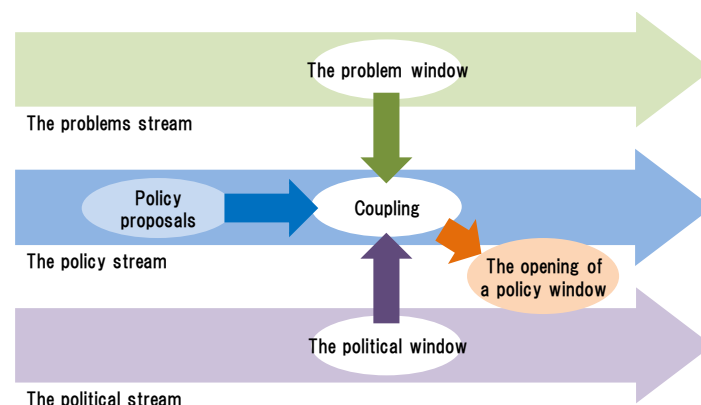 The problem window
The problems stream
Policy
proposals
Coupling
The policy stream
The opening of
a policy window
The political window
The political stream